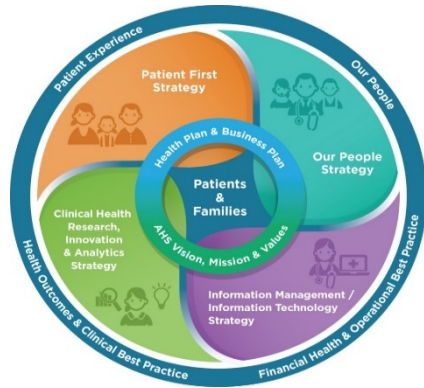 Patient Experience
Our People
Patient First
Strategy
Our People
Strategy
Health Plan & Business Plan
Patients
&
Families
AHS Vision, Mission & Values
Clinical Health
Research,
Innovation
& Analytics
Strategy
Information Management /
Information Technology
Strategy
Health Outcomes & Clinical Best Practice
Financial Health & Operational Best Practice